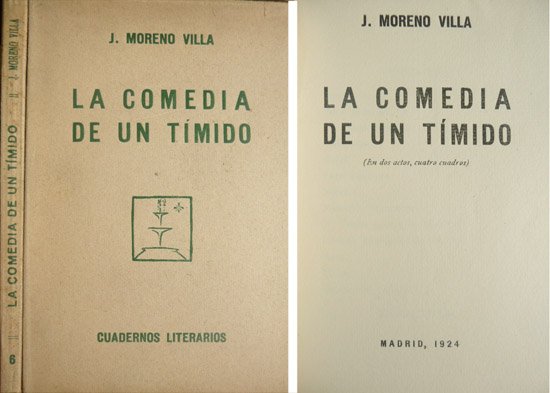 LA COMEDIA DE UN TÍMIDO = J. MORENO VILLA
6
J. MORENO VILLA
LA COMEDIA
DE UN TÍMIDO
CUADERNOS LITERARIOS
J. MORENO VILLA
LA COMEDIA
DE UN TÍMIDO
(En dos actos, cuatro cuadros)
MADRID, 1924